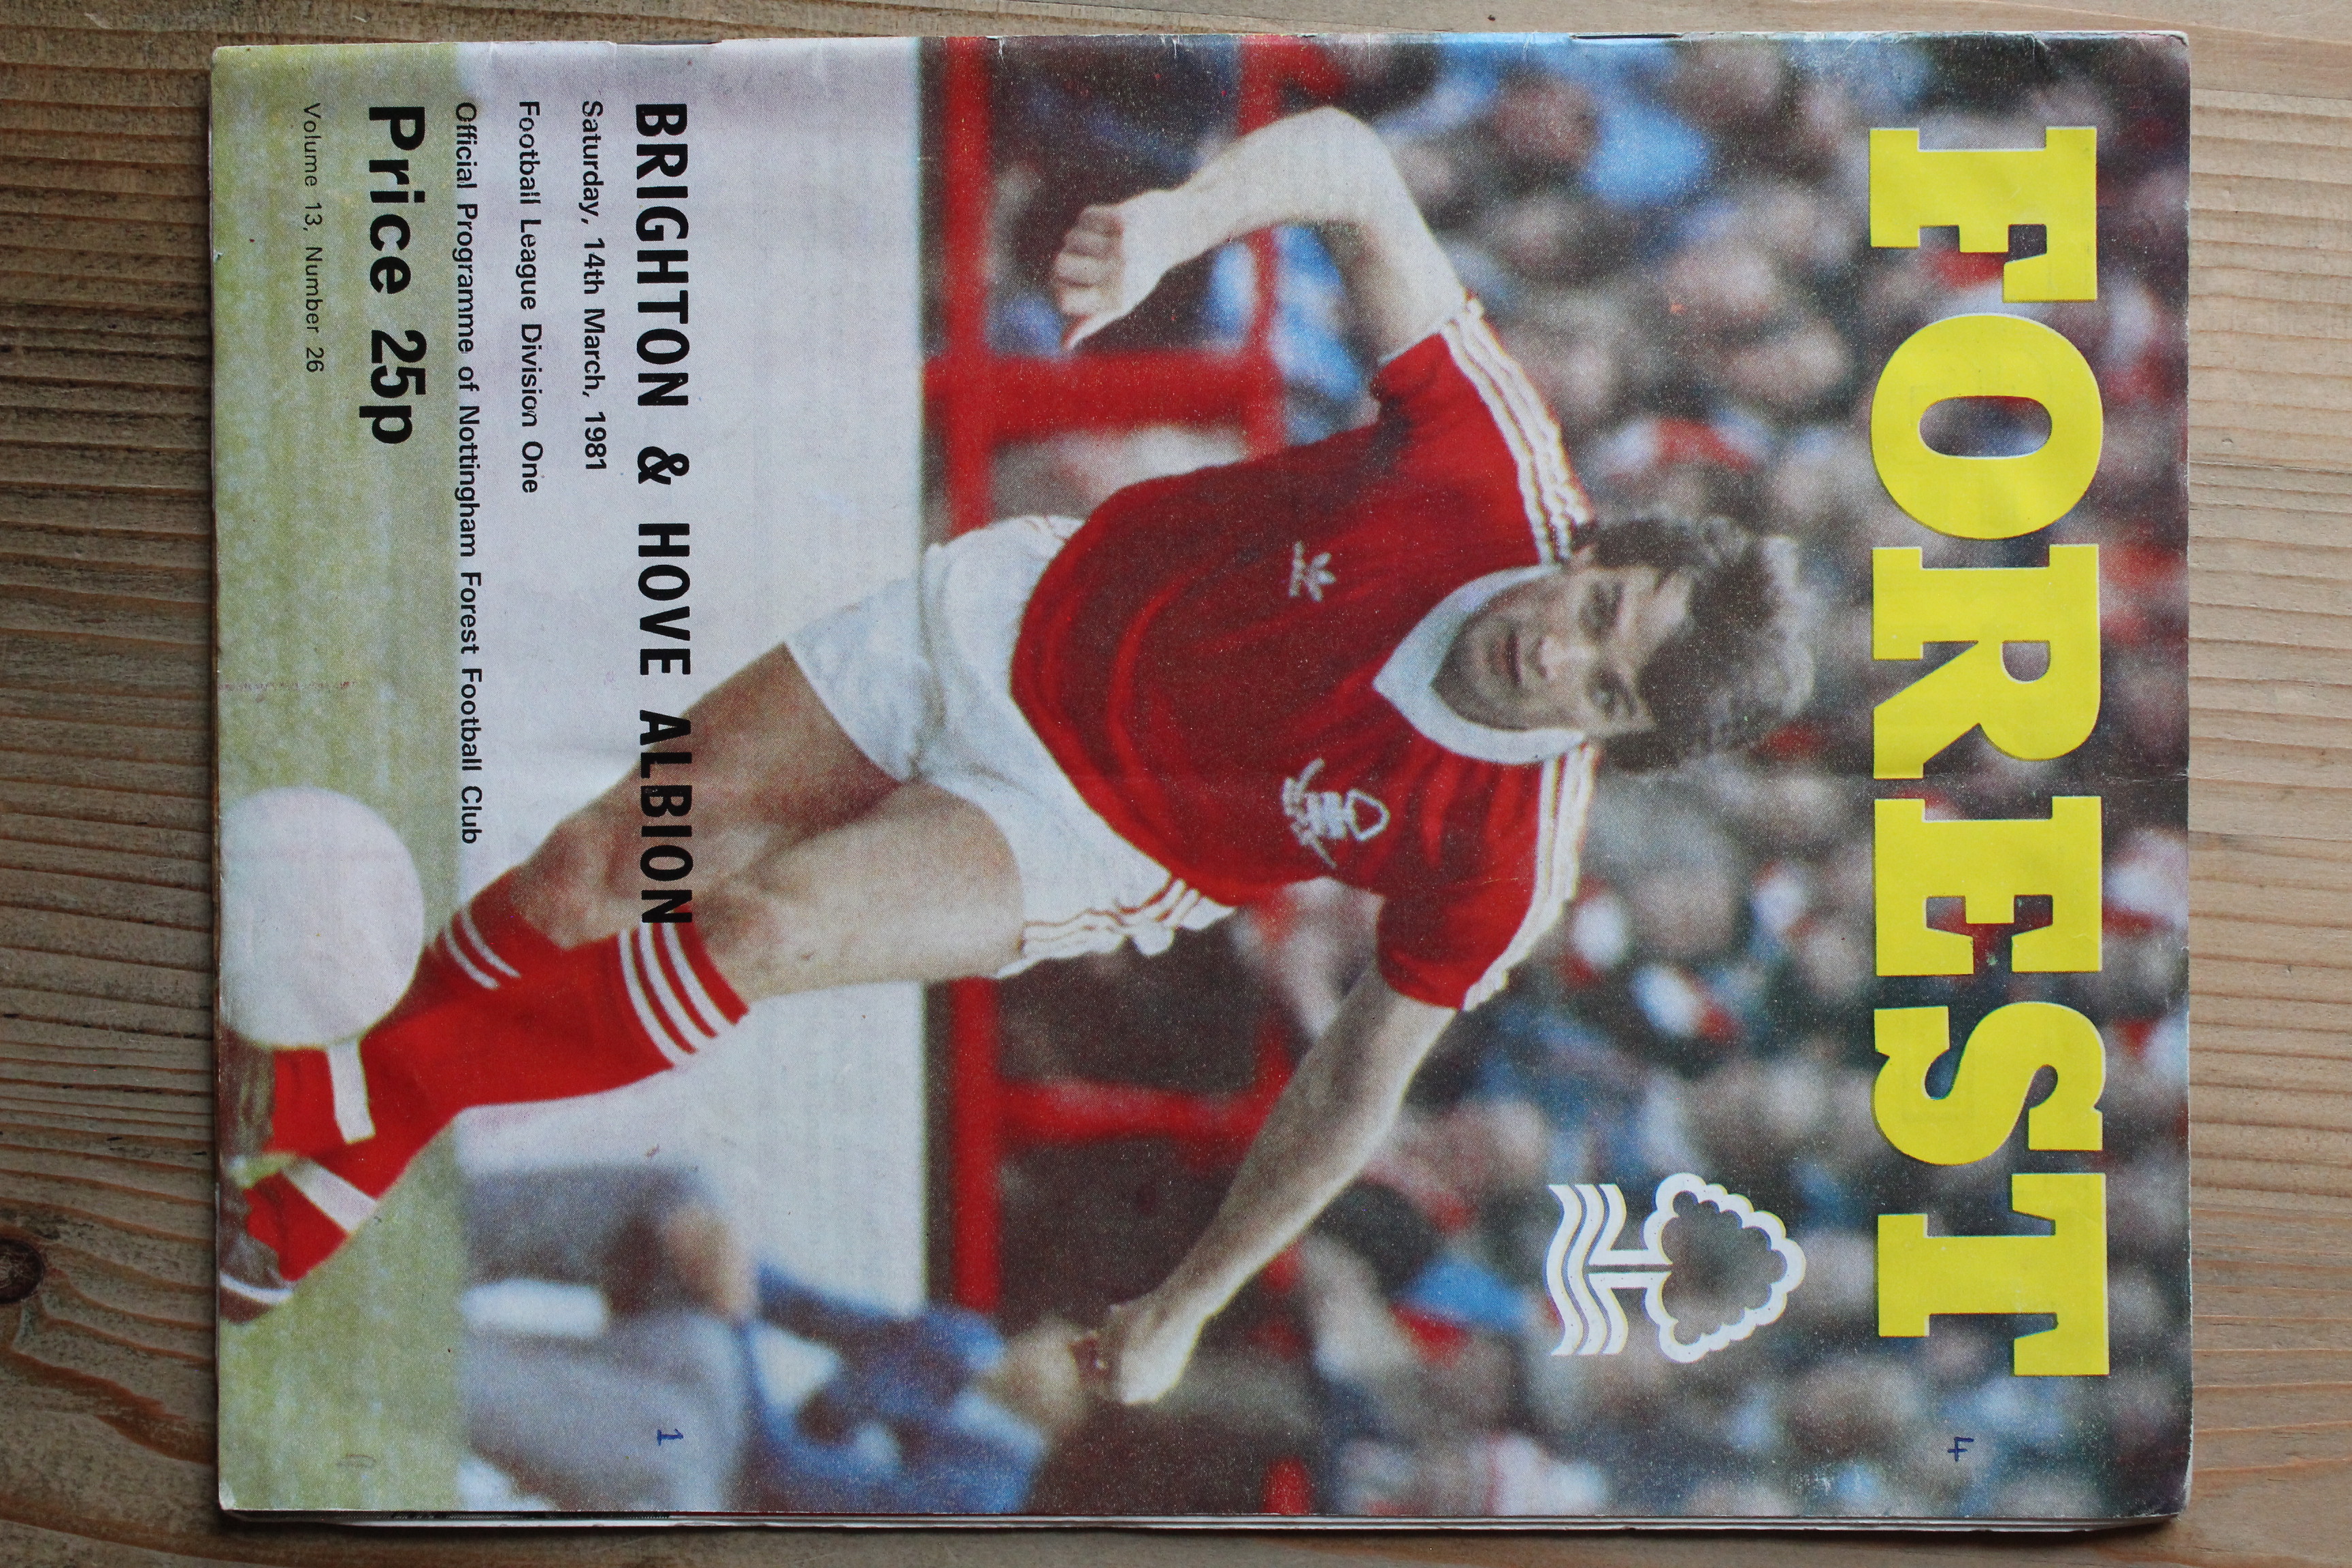 FOREST
4
BRIGHTON & HOVE ALBION
1
Saturday, 14th March, 1981
Football League Division One
Official Programme of Nottingham Forest Football Club
Price 25p
Volume 13, Number 26